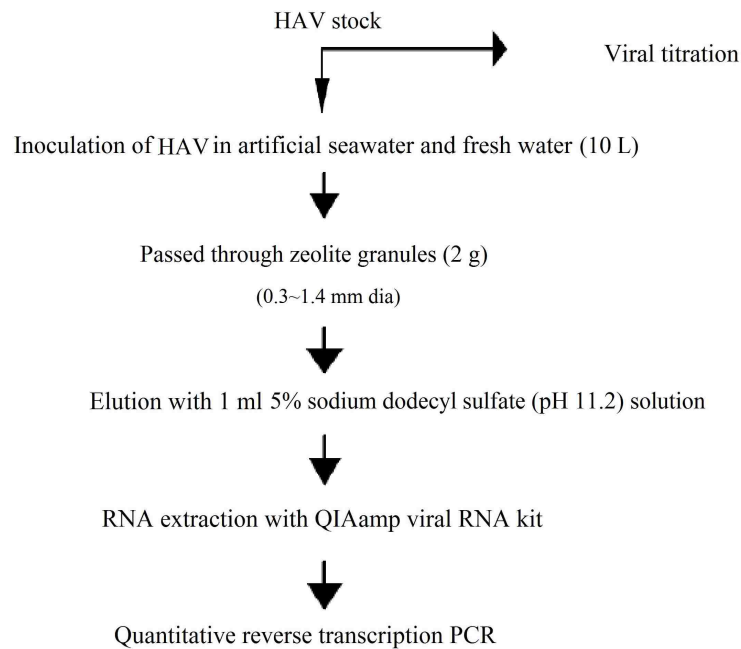 HAV stock
Viral titration
Inoculation of HAV in artificial seawater and fresh water (10 L)
Passed through zeolite granules (2 g)
(0.3~1.4 mm dia)
Elution with 1 ml 5% sodium dodecyl sulfate (pH 11.2) solution
RNA extraction with QIAamp viral RNA kit
Quantitative reverse transcription PCR